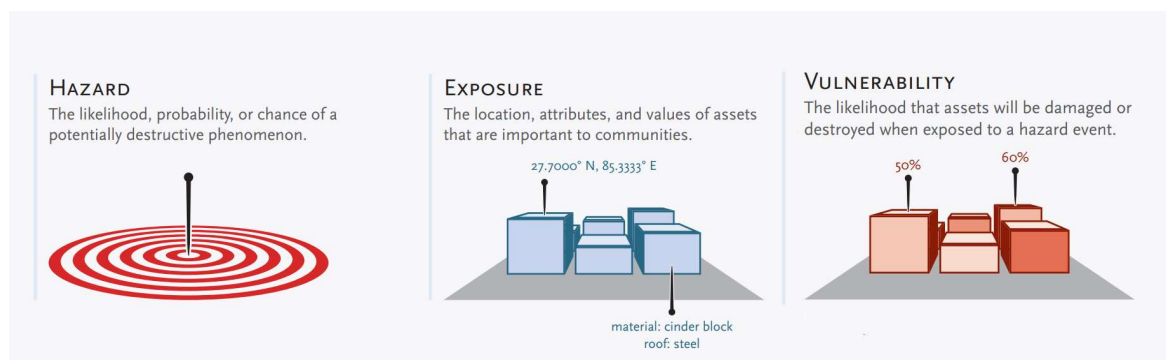 HAZARD
The likelihood, probability, or chance of a
potentially destructive phenomenon.
EXPOSURE
The location, attributes, and values of assets
that are important to communities.
27.7000° N, 85.3333° E
material: cinder block
roof: steel
VULNERABILITY
The likelihood that assets will be damaged or
destroyed when exposed to a hazard event.
50%
60%